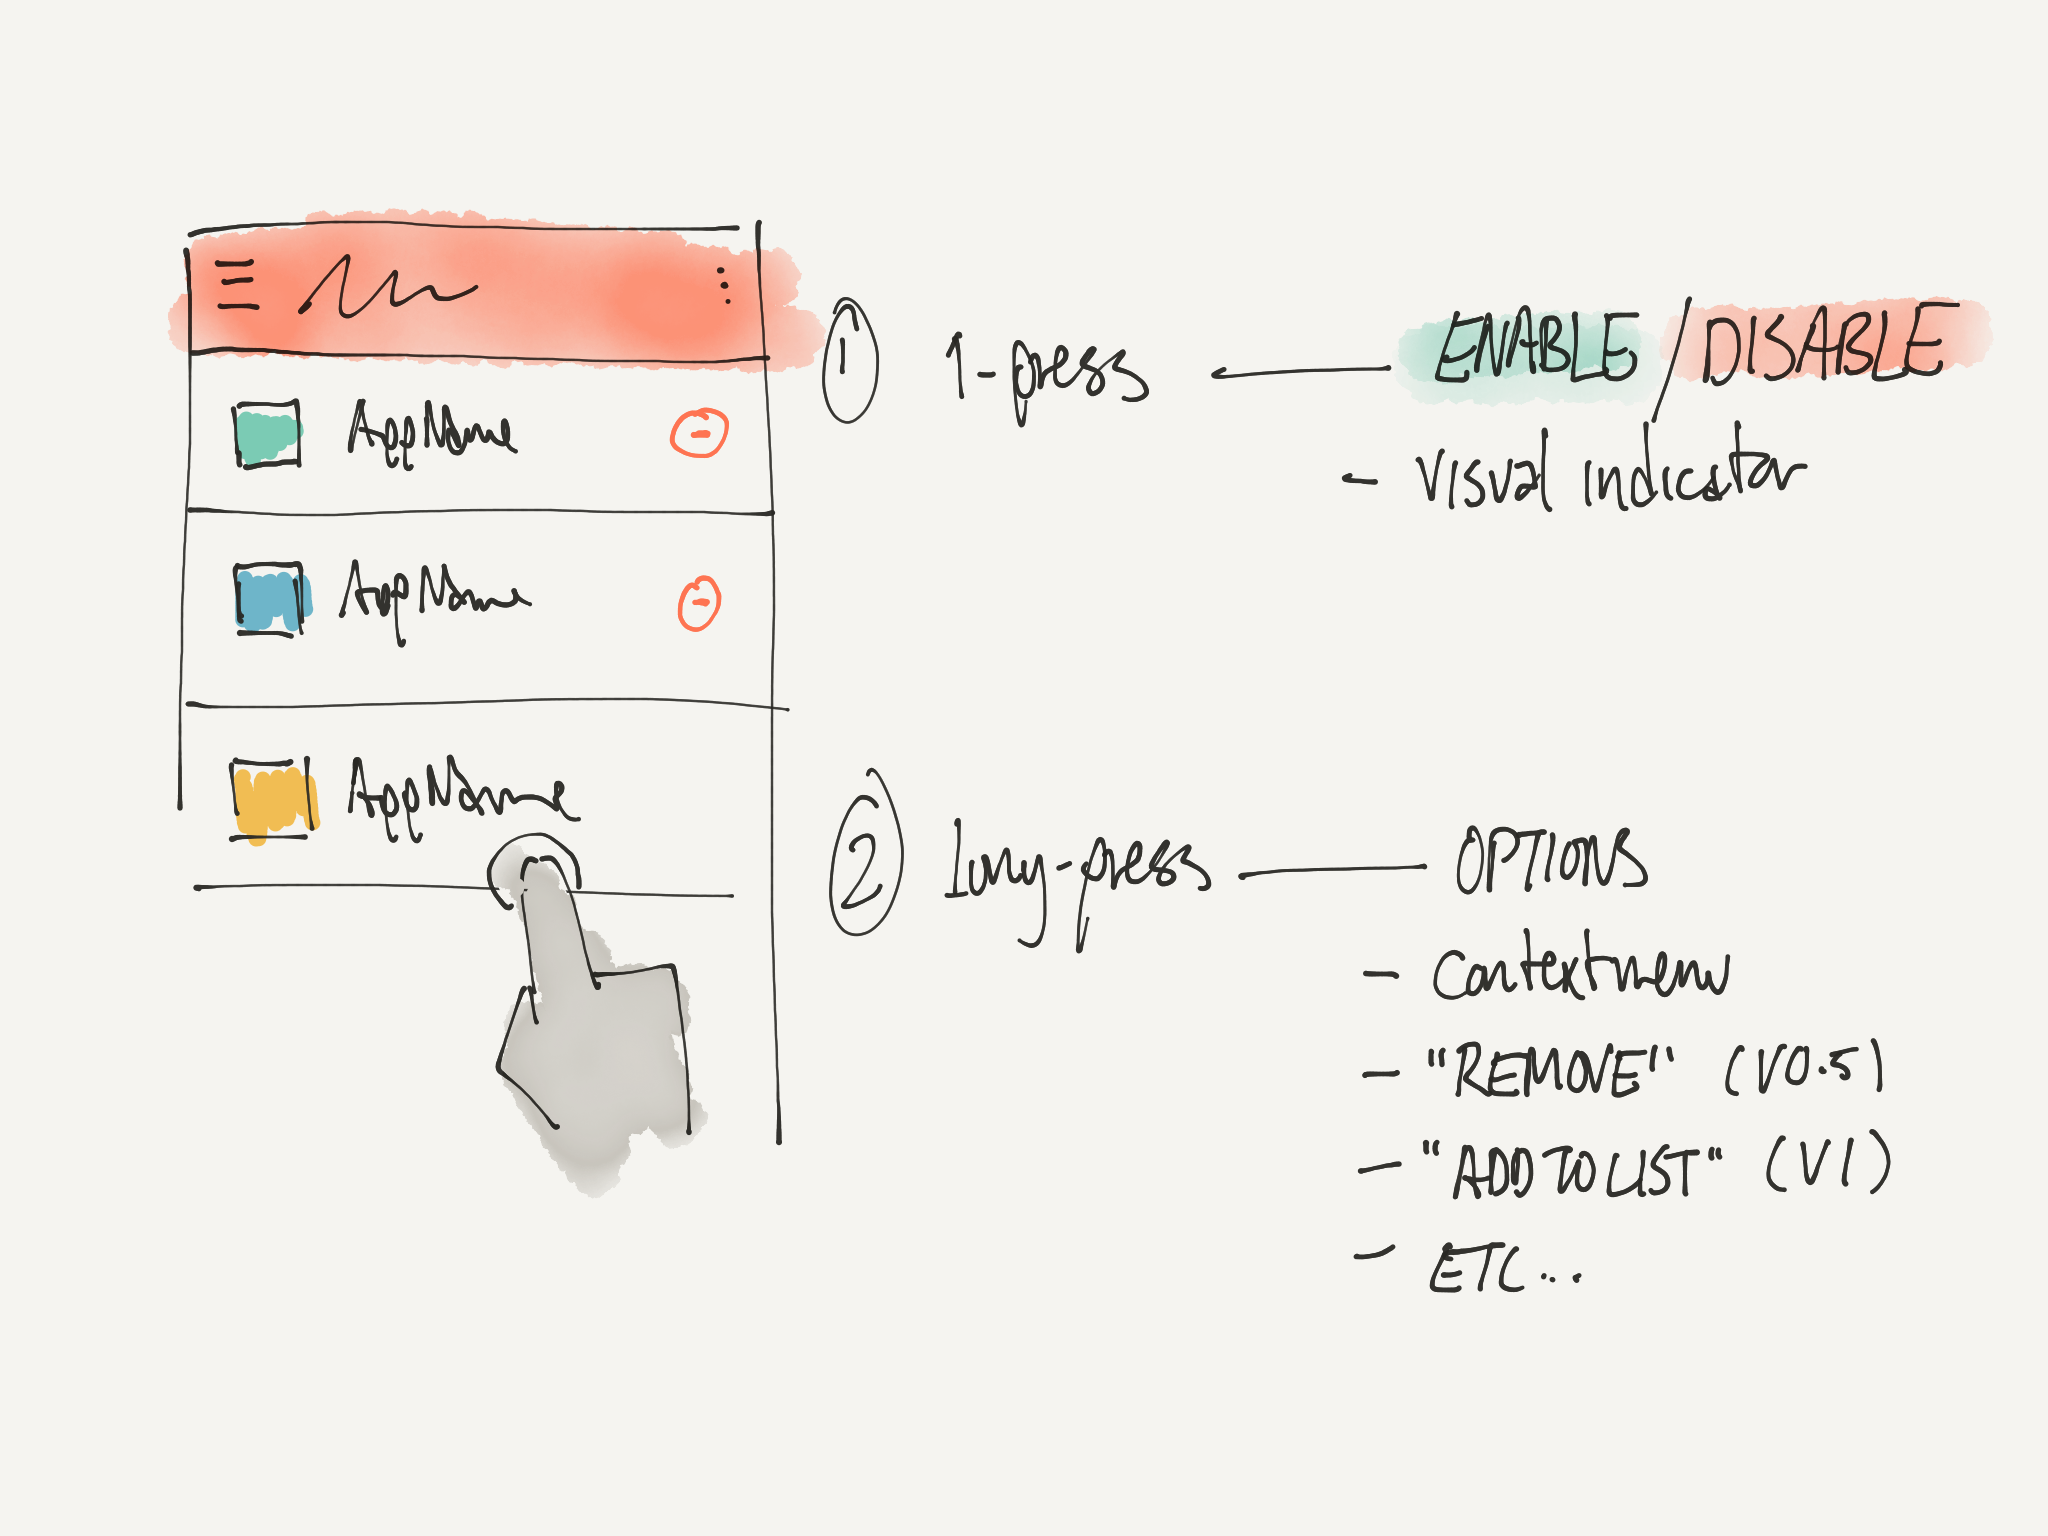 AppName
AppName
AppName
1 1-press ENABLE / DISABLE
- Visual indicator
2 long-press OPTIONS
- Contextmenu
- "REMOVE" (V0.5)
- "ADD TO LIST" (V1)
- ETC...